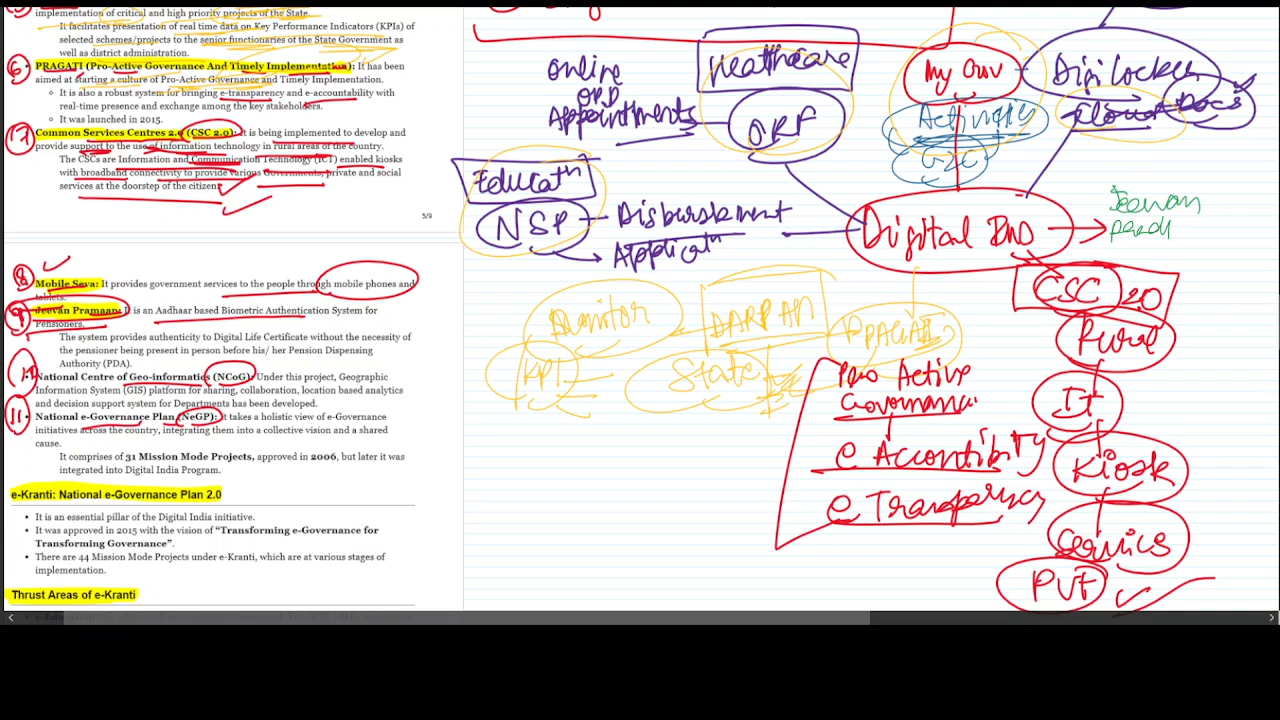 implementation of critical and high priority projects of the State.
It facilitates presentation of real time data on Key Performance Indicators (KPIs) of
selected schemes/projects to the senior functionaries of the State Government as
well as district administration.
PRAGATI (Pro-Active Governance And Timely Implementation): It has been
aimed at starting a culture of Pro-Active Governance and Timely Implementation.
It is also a robust system for bringing e-transparency and e-accountability with
real-time presence and exchange among the key stakeholders.
It was launched in 2015.
Common Services Centres 2.0 (CSC 2.0): It is being implemented to develop and
provide support to the use of information technology in rural areas of the country.
The CSCs are Information and Communication Technology (ICT) enabled kiosks
with broadband connectivity to provide various Governments, private and social
services at the doorstep of the citizen.
5/9
8 Mobile Seva: It provides government services to the people through mobile phones and
tablets.
9 Jeevan Pramaan: It is an Aadhaar based Biometric Authentication System for
Pensioners.
The system provides authenticity to Digital Life Certificate without the necessity of
the pensioner being present in person before his/ her Pension Dispensing
Authority (PDA).
National Centre of Geo-informatics (NCoG): Under this project, Geographic
Information System (GIS) platform for sharing, collaboration, location based analytics
and decision support system for Departments has been developed.
11. National e-Governance Plan (NeGP): It takes a holistic view of e-Governance
initiatives across the country, integrating them into a collective vision and a shared
cause.
It comprises of 31 Mission Mode Projects, approved in 2006, but later it was
integrated into Digital India Program.
e-Kranti: National e-Governance Plan 2.0
It is an essential pillar of the Digital India initiative.
It was approved in 2015 with the vision of "Transforming e-Governance for
Transforming Governance".
There are 44 Mission Mode Projects under e-Kranti, which are at various stages of
implementation.
Thrust Areas of e-Kranti
Healthcare
Online
ORD
Appointments
ORF
My Gov
Digilocker
Cloud
Docs
Educatn
NSP
Disbursement
Applicatn
Digital Ind
Jeevan
CSC 2.0
Rural
IT
Kiosk
Services
PVT
Monitor
KPI
DARPAN
State
PRAGATI
Pro Active
Governance
e Accontibility
e Transparency